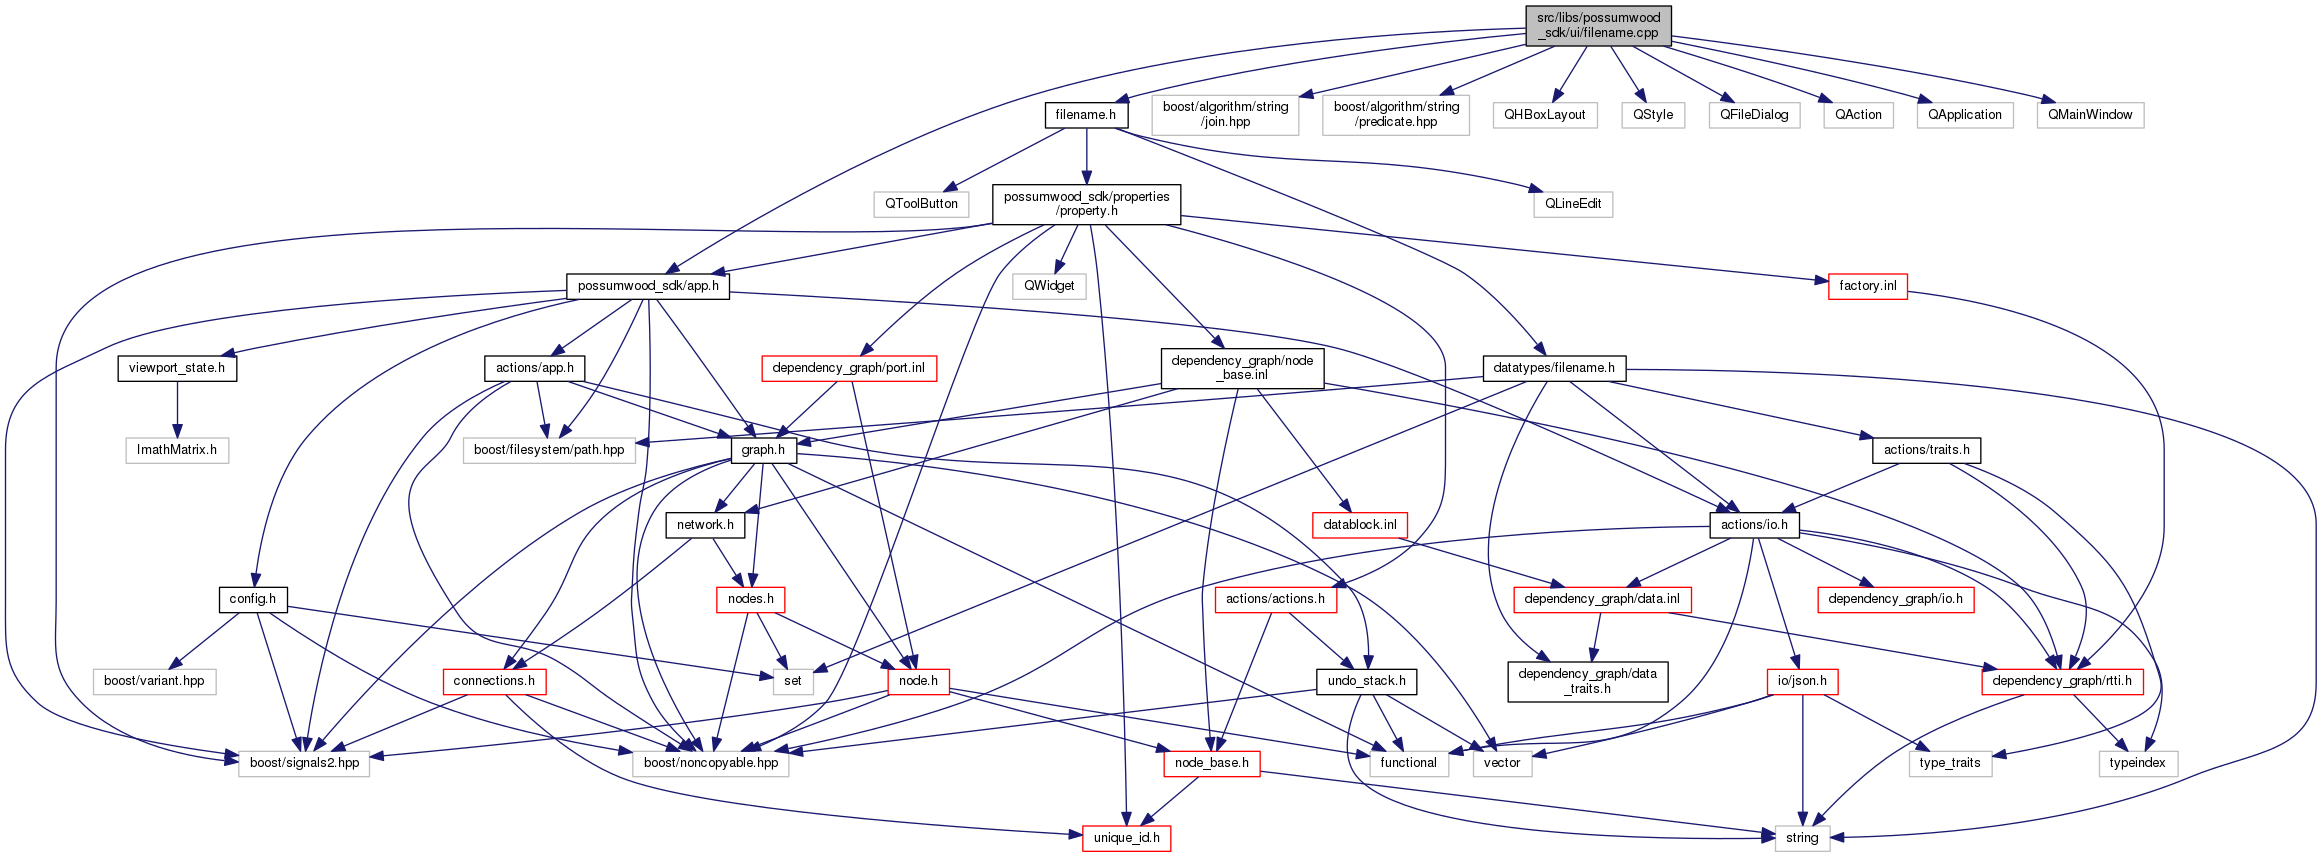 src/libs/possumwood
_sdk/ui/filename.cpp
filename.h
boost/algorithm/string
/join.hpp
boost/algorithm/string
/predicate.hpp
QHBoxLayout
QStyle
QFileDialog
QAction
QApplication
QMainWindow
QToolButton
possumwood_sdk/properties
/property.h
QLineEdit
possumwood_sdk/app.h
QWidget
factory.inl
viewport_state.h
actions/app.h
dependency_graph/port.inl
dependency_graph/node
_base.inl
datatypes/filename.h
ImathMatrix.h
boost/filesystem/path.hpp
graph.h
actions/traits.h
network.h
datablock.inl
actions/io.h
config.h
nodes.h
actions/actions.h
dependency_graph/data.inl
dependency_graph/io.h
boost/variant.hpp
connections.h
set
node.h
undo_stack.h
dependency_graph/data
_traits.h
io/json.h
dependency_graph/rtti.h
boost/signals2.hpp
boost/noncopyable.hpp
node_base.h
functional
vector
type_traits
typeindex
unique_id.h
string